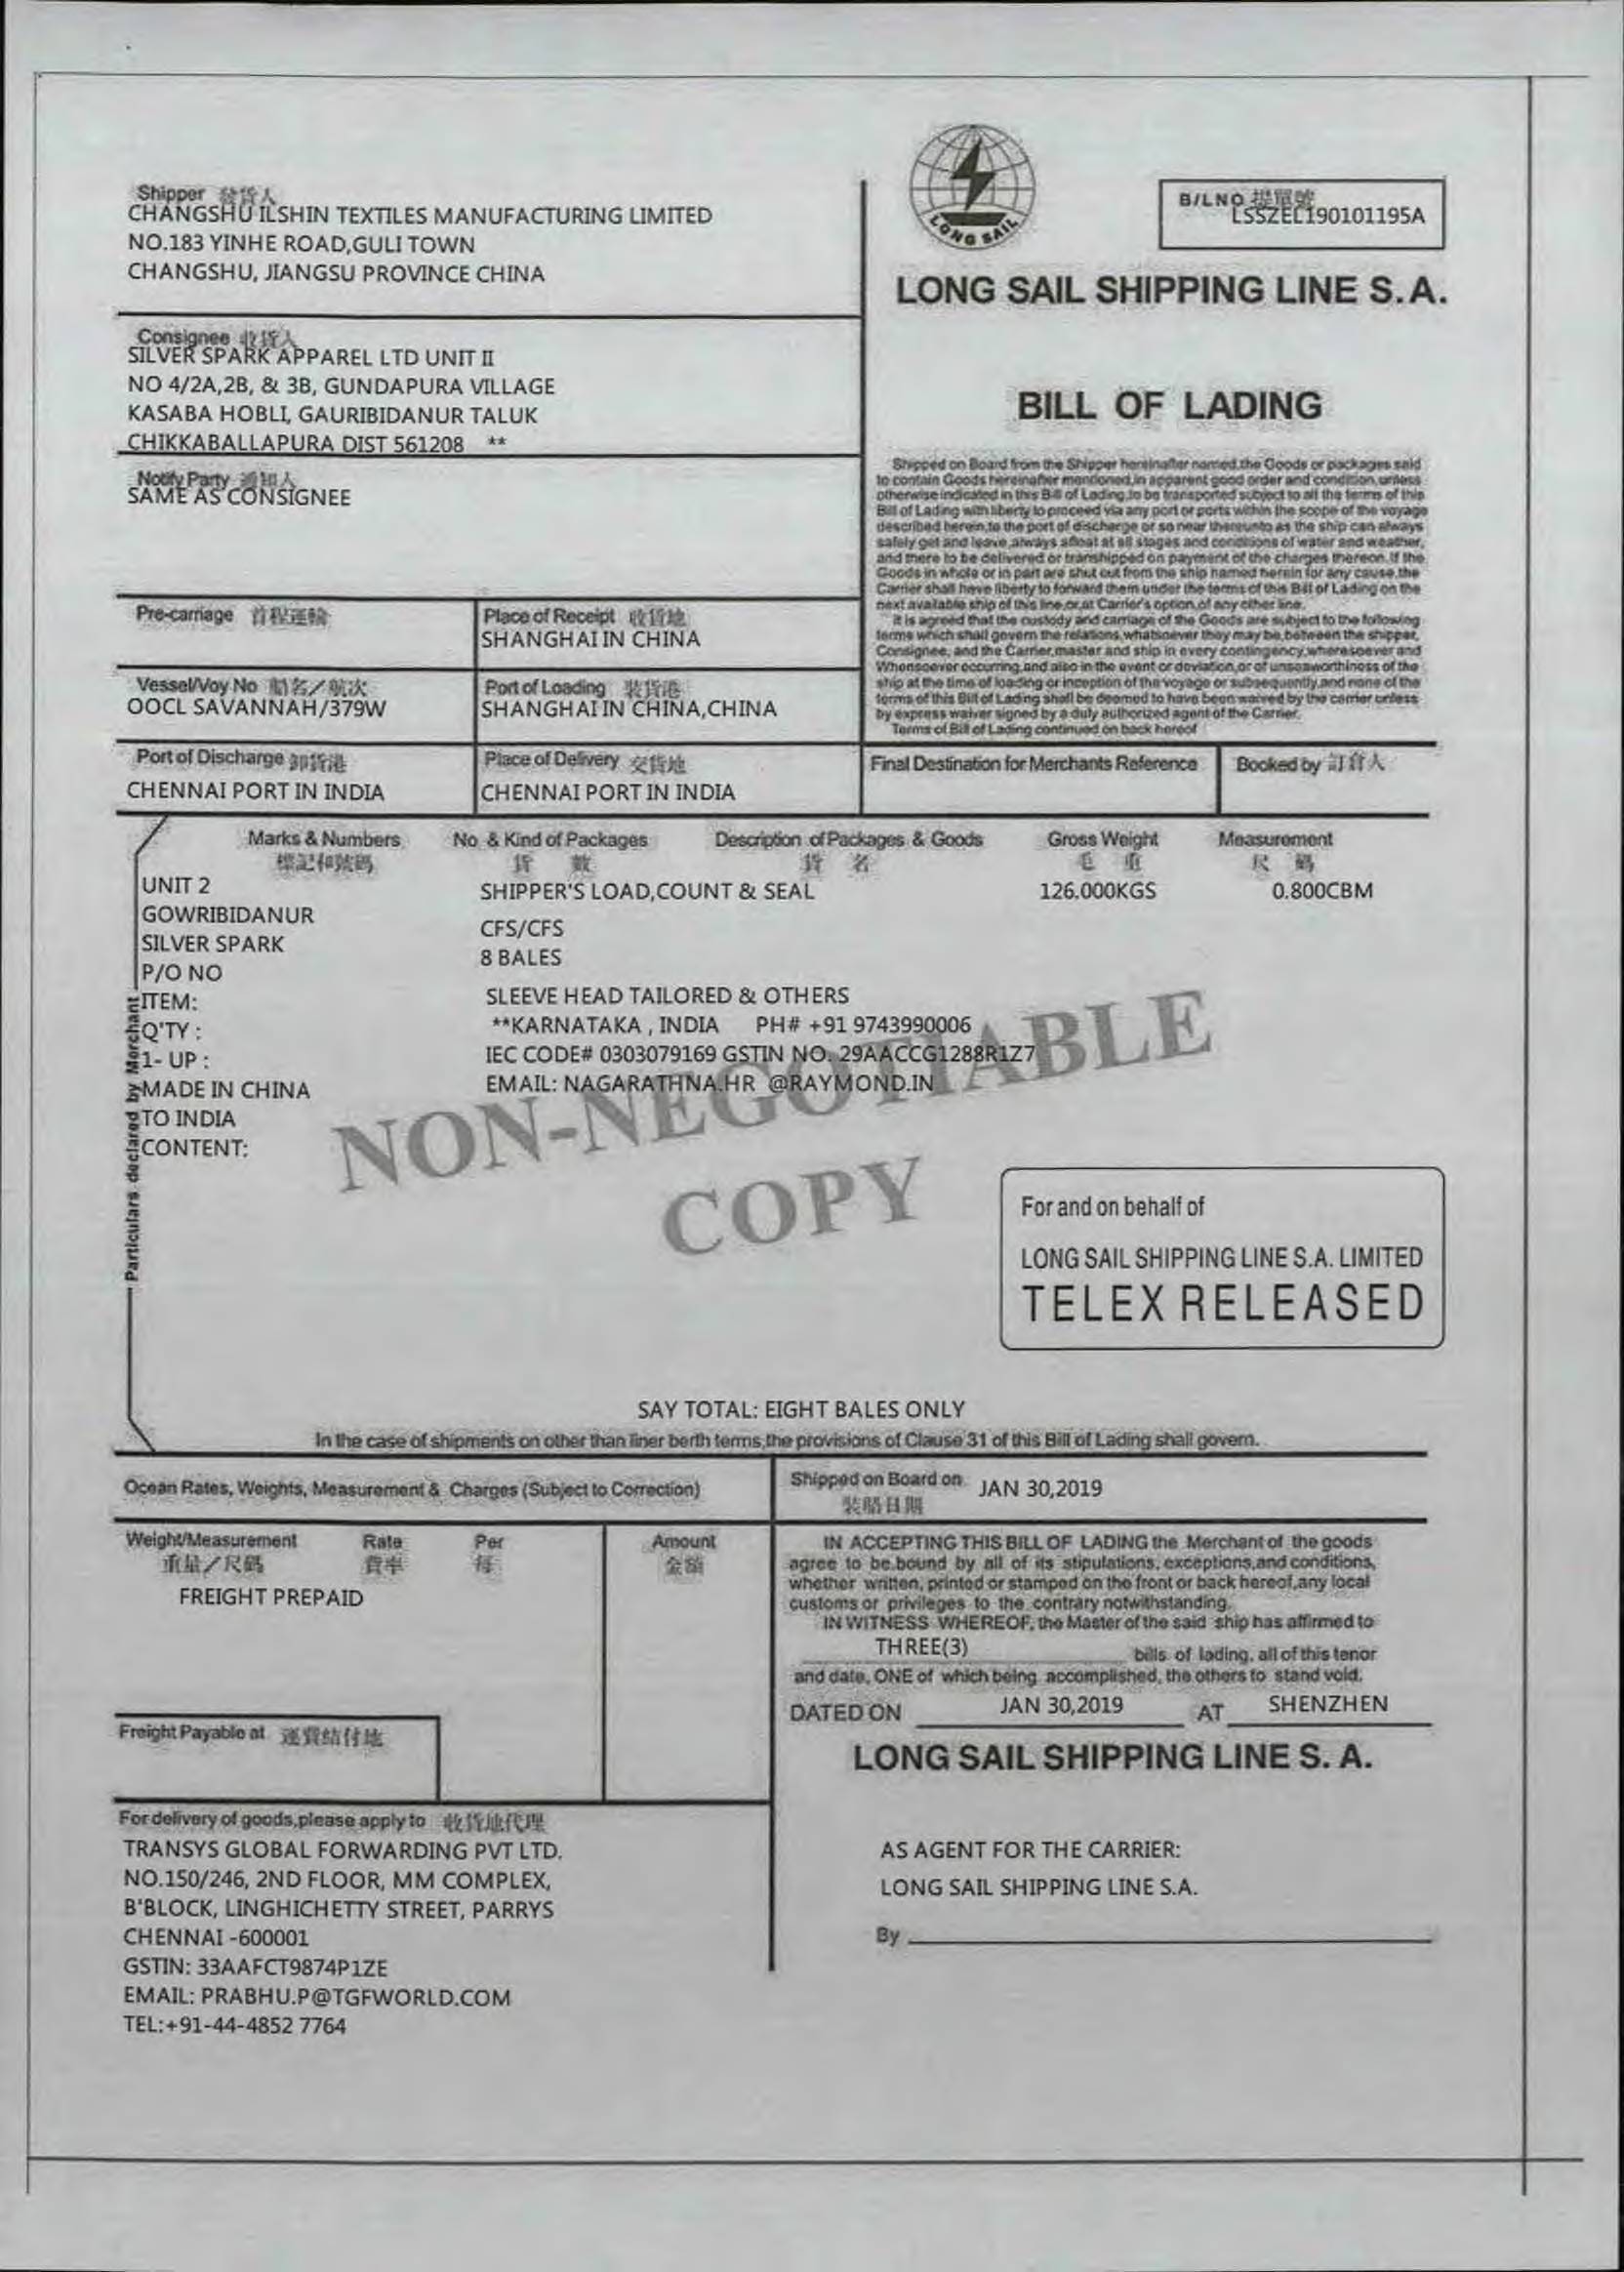 Shipper 發貨人
CHANGSHU ILSHIN TEXTILES MANUFACTURING LIMITED
NO.183 YINHE ROAD,GULI TOWN
CHANGSHU, JIANGSU PROVINCE CHINA
LONG SAIL
B/LNO 提單號
LSSZEL190101195A
LONG SAIL SHIPPING LINE S.A.
Consignee 收貨人
SILVER SPARK APPAREL LTD UNIT II
NO 4/2A,2B, & 3B, GUNDAPURA VILLAGE
KASABA HOBLI, GAURIBIDANUR TALUK
CHIKKABALLAPURA DIST 561208 **
BILL OF LADING
Notify Party 通知人
SAME AS CONSIGNEE
Shipped on Board from the Shipper hereinafter named,the Goods or packages said
to contain Goods hereinafter mentioned,in apparent good order and condition,unless
otherwise indicated in this Bill of Lading,to be transported subject to all the terms of this
Bill of Lading with liberty to proceed via any port or ports within the scope of the voyage
described herein,to the port of discharge or so near thereunto as the ship can always
safely get and leave,always afloat at all stages and conditions of water and weather,
and there to be delivered or transhipped on payment of the charges thereon. If the
Goods in whole or in part are shut out from the ship named herein for any cause,the
Carrier shall have liberty to forward them under the terms of this Bill of Lading on the
next available ship of this line,or,at Carrier's option,of any other line.
It is agreed that the custody and carriage of the Goods are subject to the following
terms which shall govern the relations,whatsoever they may be,between the shipper,
Consignee, and the Carrier,master and ship in every contingency,wheresoever and
Whensoever occurring,and also in the event or deviation,or of unseaworthiness of the
ship at the time of loading or inception of the voyage or subsequently,and none of the
terms of this Bill of Lading shall be deemed to have been waived by the carrier unless
by express waiver signed by a duly authorized agent of the Carrier.
Terms of Bill of Lading continued on back hereof
Pre-carriage 首程運輸
Place of Receipt 收貨地
SHANGHAI IN CHINA
Vessel/Voy No 船名/航次
OOCL SAVANNAH/379W
Port of Loading 裝貨港
SHANGHAI IN CHINA,CHINA
Port of Discharge 卸貨港
CHENNAI PORT IN INDIA
Place of Delivery 交貨地
CHENNAI PORT IN INDIA
Final Destination for Merchants Reference
Booked by 訂倉人
Marks & Numbers No. & Kind of Packages Description of Packages & Goods Gross Weight Measurement
標記和號碼 貨 數 貨 名 毛 重 尺 碼
UNIT 2 SHIPPER'S LOAD,COUNT & SEAL 126.000KGS 0.800CBM
GOWRIBIDANUR CFS/CFS
SILVER SPARK 8 BALES
P/O NO
ITEM: SLEEVE HEAD TAILORED & OTHERS
Q'TY : **KARNATAKA , INDIA PH# +91 9743990006
1- UP : IEC CODE# 0303079169 GSTIN NO. 29AACCG1288R1Z7
MADE IN CHINA EMAIL: NAGARATHNA.HR @RAYMOND.IN
TO INDIA
CONTENT:
Particulars declared by Merchant
NON-NEGOTIABLE
COPY
For and on behalf of
LONG SAIL SHIPPING LINE S.A. LIMITED
TELEX RELEASED
SAY TOTAL: EIGHT BALES ONLY
In the case of shipments on other than liner berth terms,the provisions of Clause 31 of this Bill of Lading shall govern.
Ocean Rates, Weights, Measurement & Charges (Subject to Correction)
Shipped on Board on JAN 30,2019
裝船日期
Weight/Measurement Rate Per Amount
重量/尺碼 費率 每 金額
FREIGHT PREPAID
IN ACCEPTING THIS BILL OF LADING the Merchant of the goods
agree to be bound by all of its stipulations, exceptions,and conditions,
whether written, printed or stamped on the front or back hereof,any local
customs or privileges to the contrary notwithstanding.
IN WITNESS WHEREOF, the Master of the said ship has affirmed to
THREE(3) bills of lading, all of this tenor
and date, ONE of which being accomplished, the others to stand void.
DATED ON JAN 30,2019 AT SHENZHEN
Freight Payable at 運費結付地
LONG SAIL SHIPPING LINE S. A.
For delivery of goods,please apply to 收貨地代理
TRANSYS GLOBAL FORWARDING PVT LTD.
NO.150/246, 2ND FLOOR, MM COMPLEX,
B'BLOCK, LINGHICHETTY STREET, PARRYS
CHENNAI -600001
GSTIN: 33AAFCT9874P1ZE
EMAIL: PRABHU.P@TGFWORLD.COM
TEL:+91-44-4852 7764
AS AGENT FOR THE CARRIER:
LONG SAIL SHIPPING LINE S.A.
By